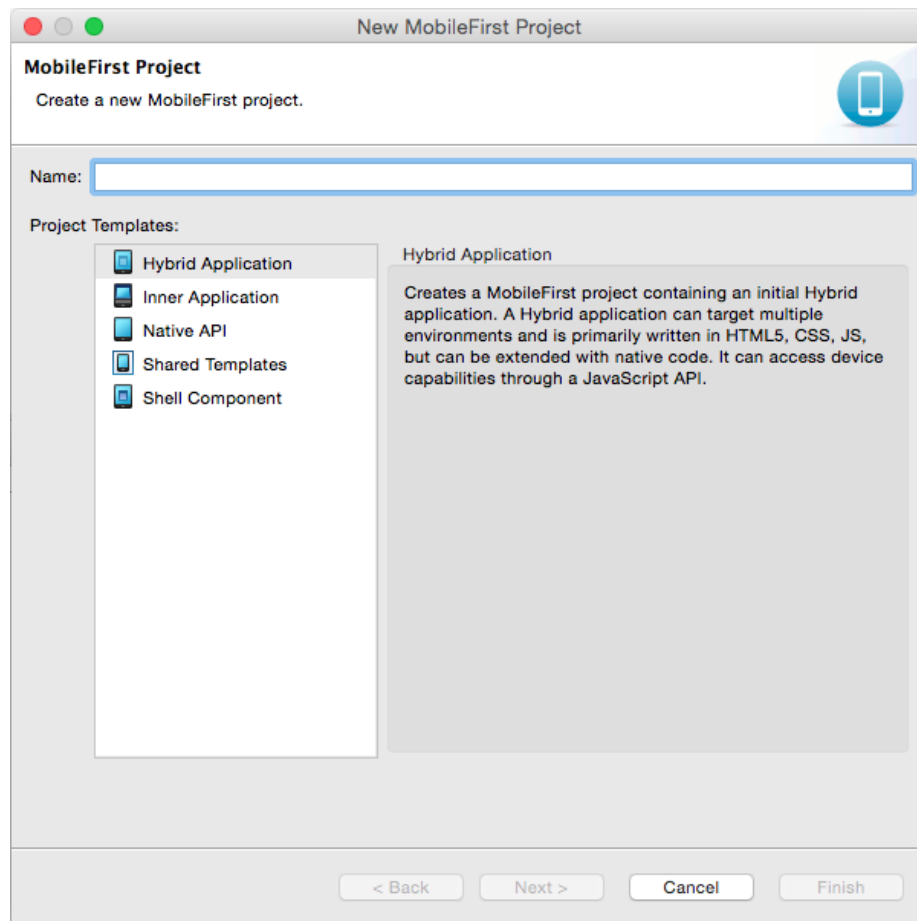 New MobileFirst Project
MobileFirst Project
Create a new MobileFirst project.
Name:
Project Templates:
Hybrid Application
Inner Application
Native API
Shared Templates
Shell Component
Hybrid Application
Creates a MobileFirst project containing an initial Hybrid
application. A Hybrid application can target multiple
environments and is primarily written in HTML5, CSS, JS,
but can be extended with native code. It can access device
capabilities through a JavaScript API.
< Back
Next >
Cancel
Finish